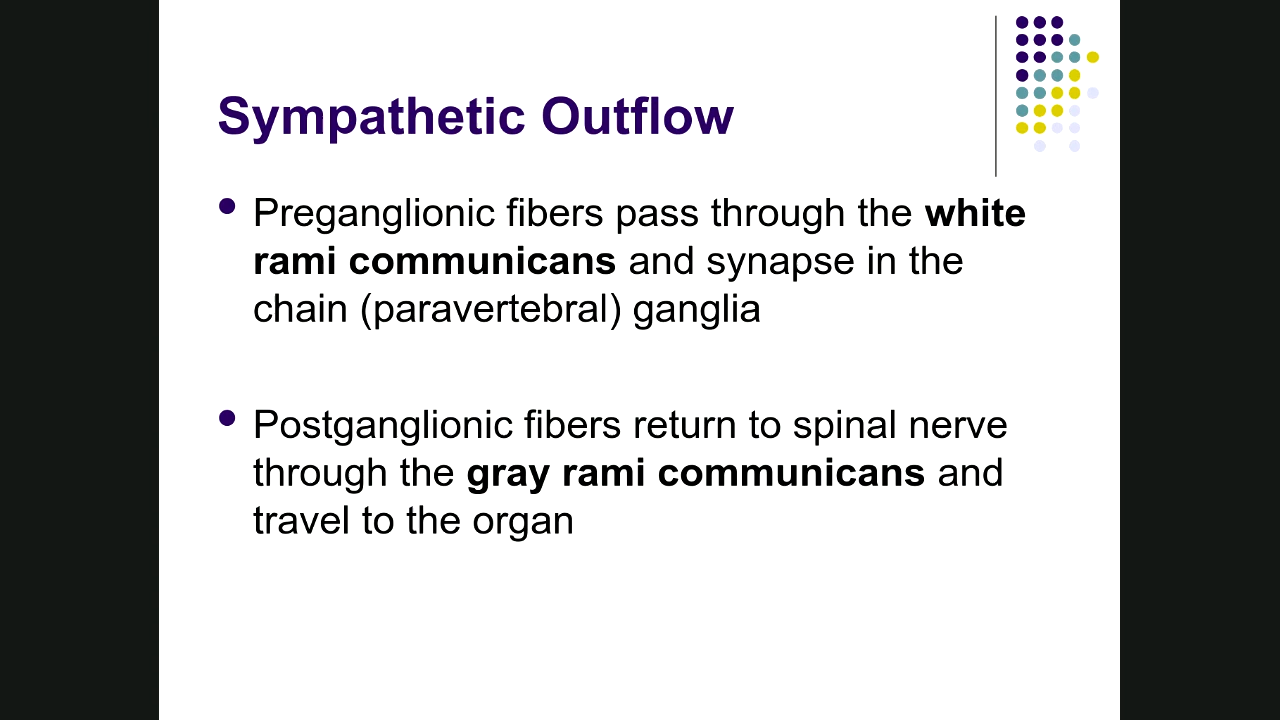 Sympathetic Outflow
Preganglionic fibers pass through the white
rami communicans and synapse in the
chain (paravertebral) ganglia
Postganglionic fibers return to spinal nerve
through the gray rami communicans and
travel to the organ